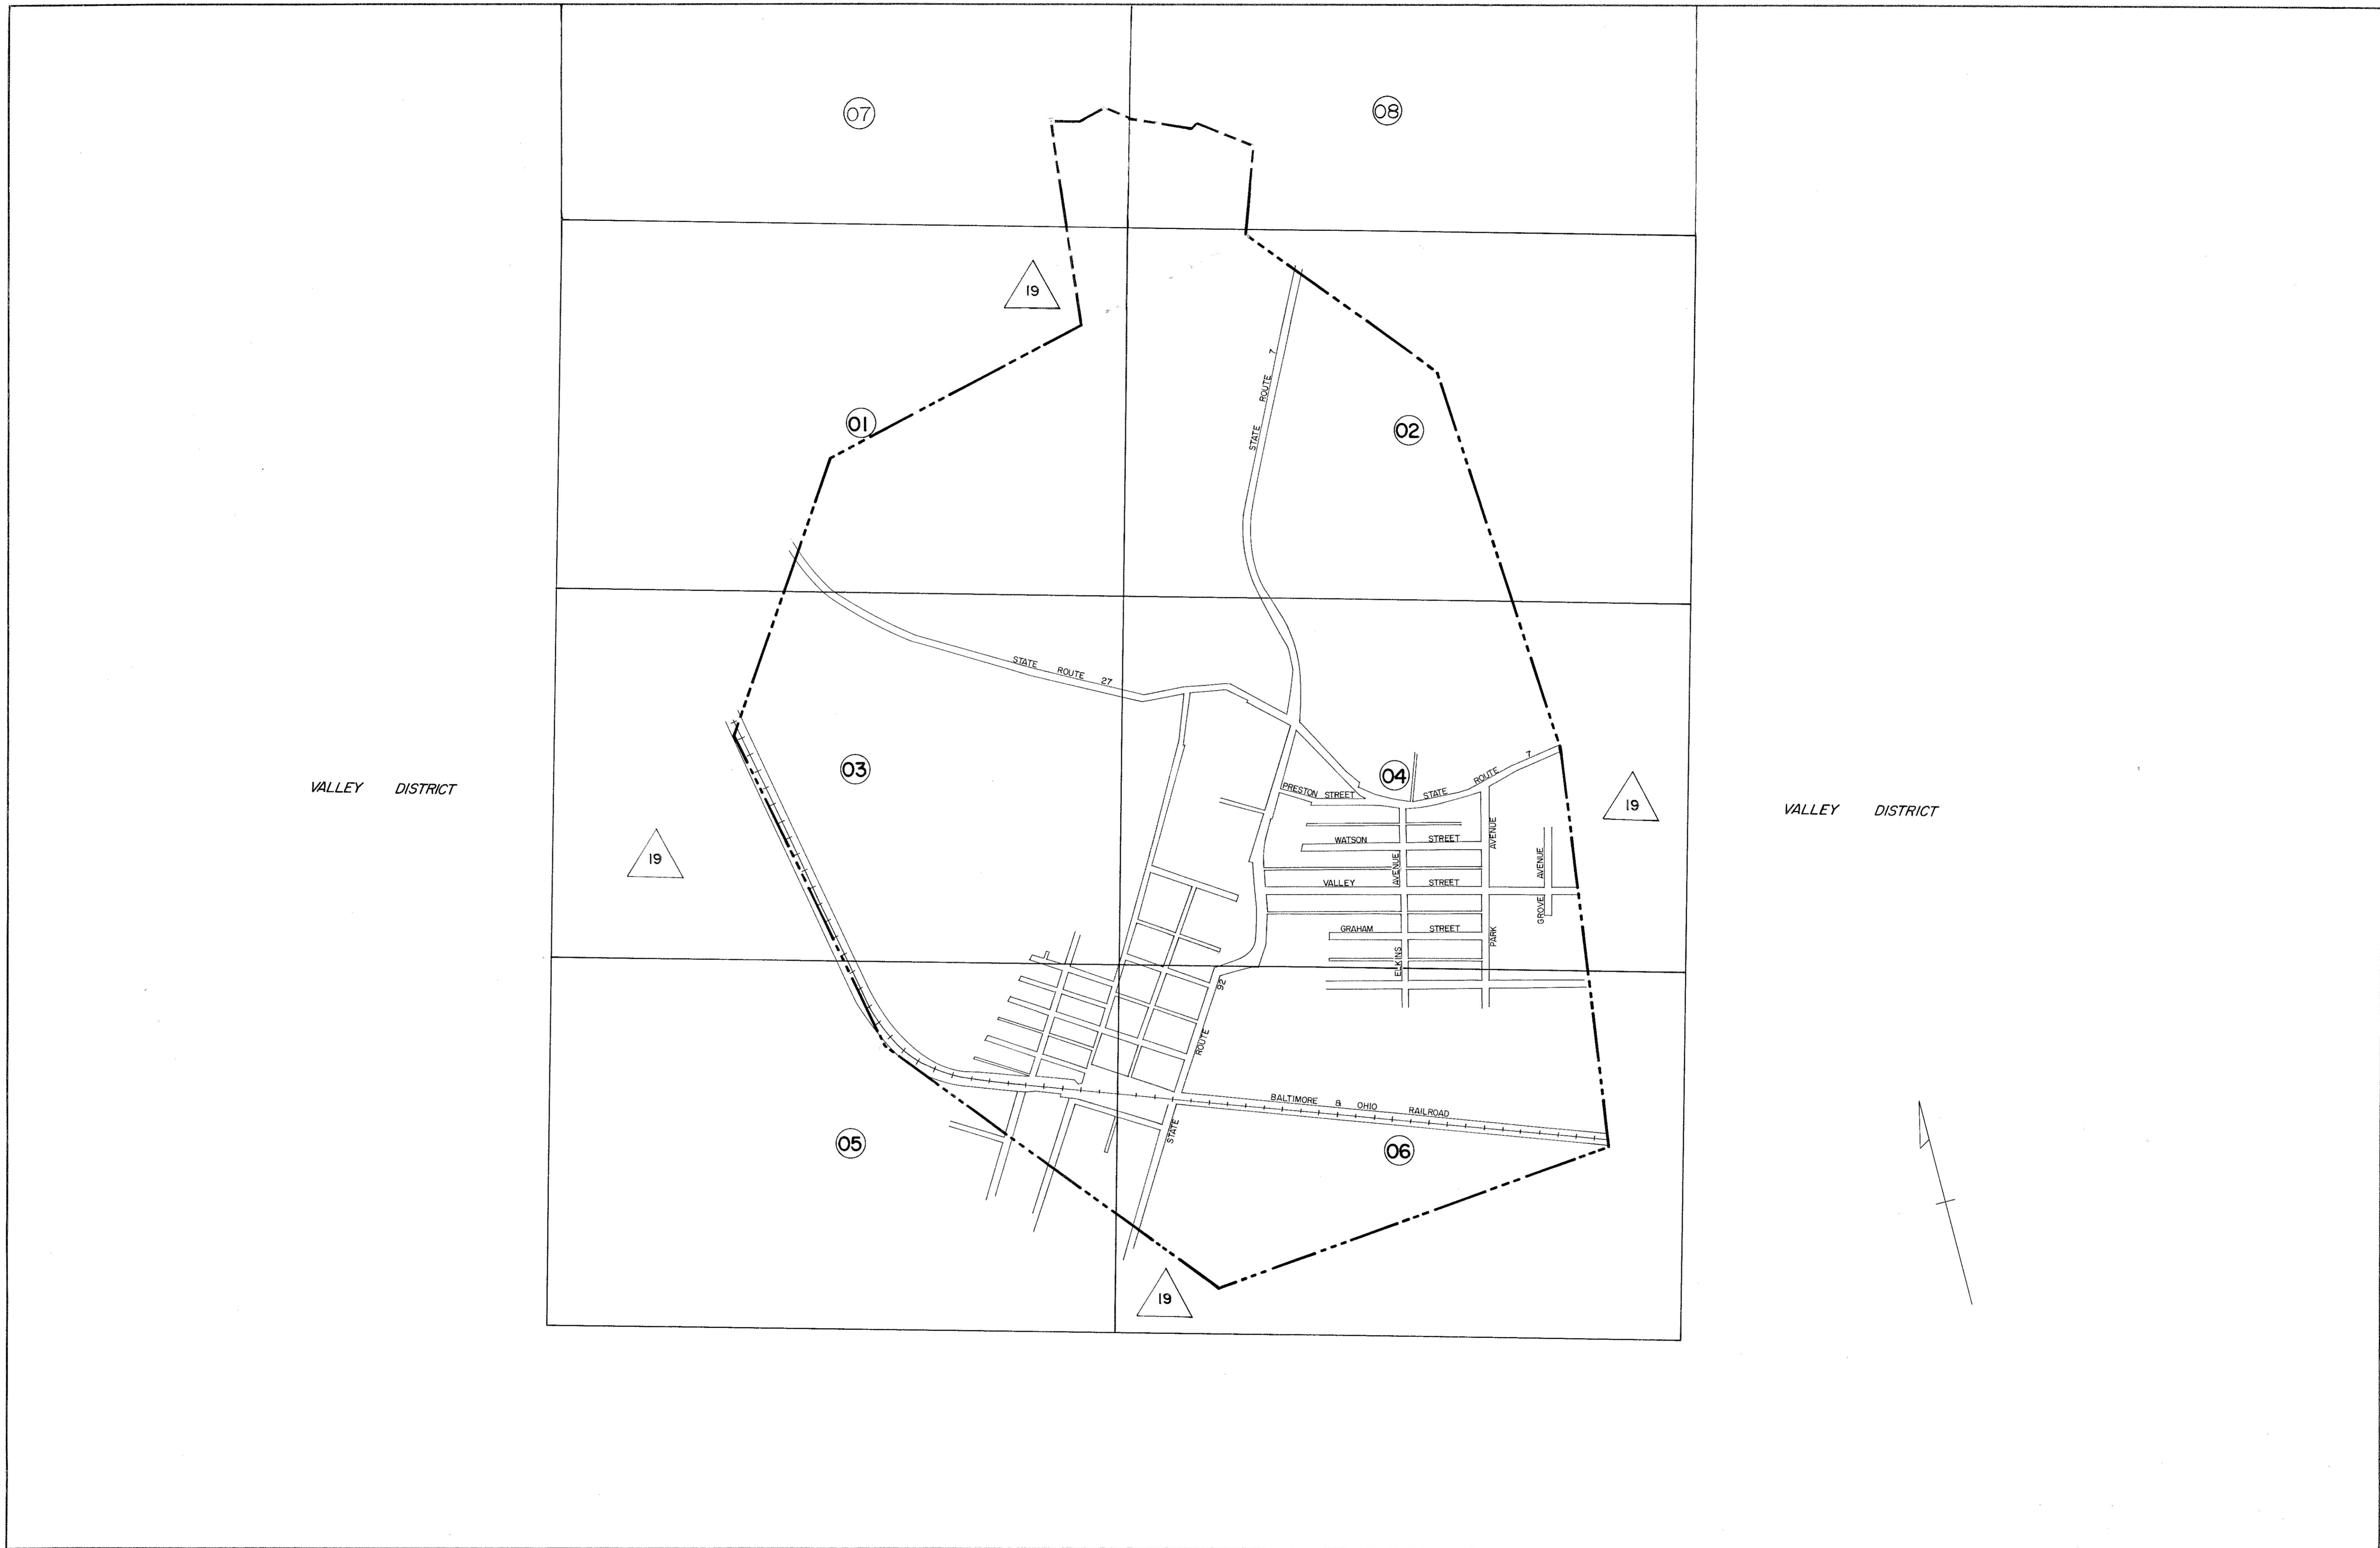 07
08
19
STATE ROUTE 7
01
02
STATE ROUTE 27
03
04
STATE ROUTE 7
VALLEY DISTRICT
PRESTON STREET
19
VALLEY DISTRICT
WATSON STREET
19
ELKINS AVENUE
PARK AVENUE
GROVE AVENUE
VALLEY STREET
GRAHAM STREET
STATE ROUTE 92
BALTIMORE & OHIO RAILROAD
05
06
19